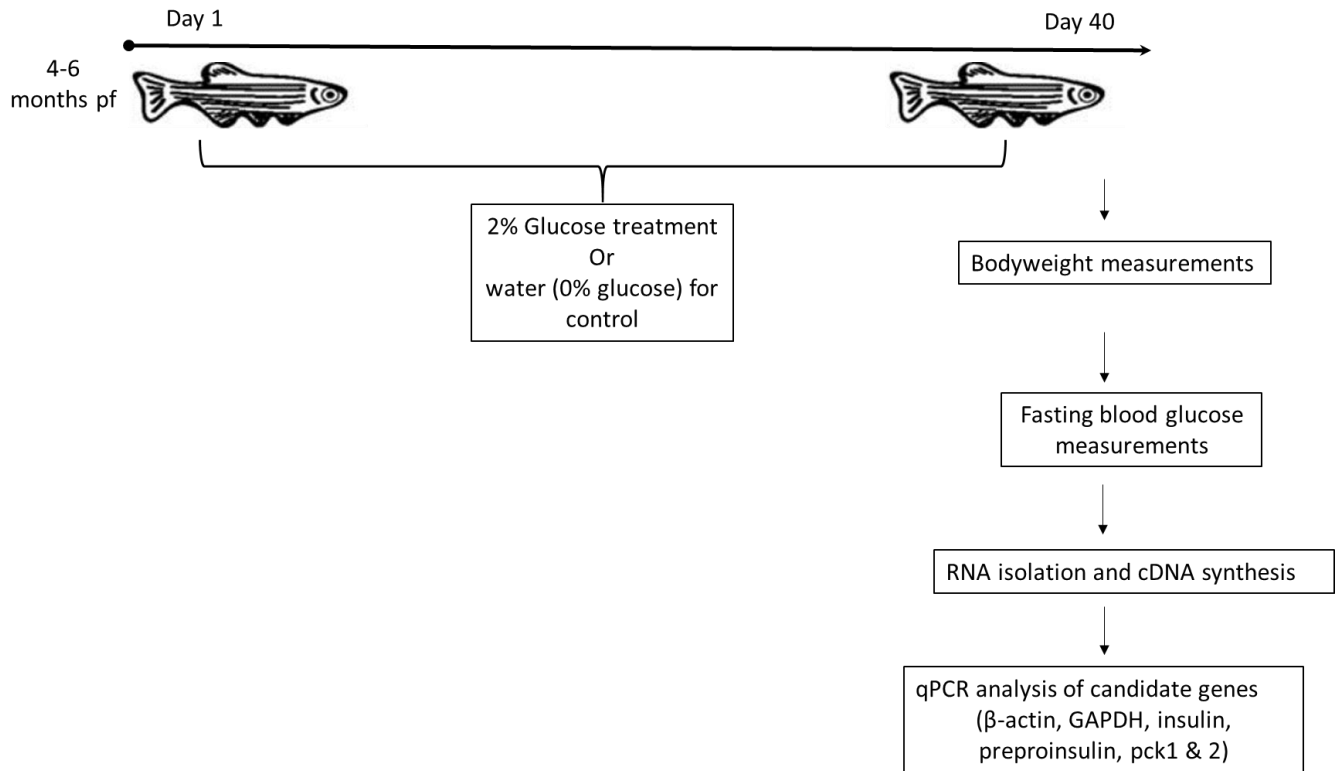 Day 1
Day 40
4-6
months pf
2% Glucose treatment
Or
water (0% glucose) for
control
Bodyweight measurements
Fasting blood glucose
measurements
RNA isolation and cDNA synthesis
qPCR analysis of candidate genes
(β-actin, GAPDH, insulin,
preproinsulin, pck1 & 2)